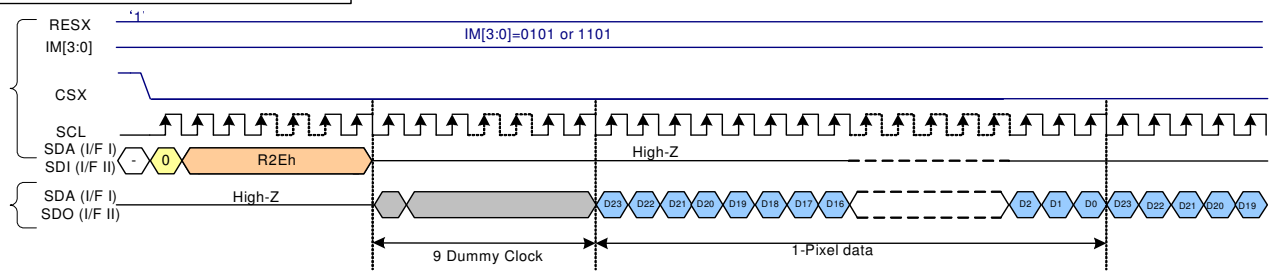 '1'
RESX
IM[3:0]=0101 or 1101
IM[3:0]
CSX
SCL
SDA (I/F I)
SDI (I/F II)
- 0 R2Eh
High-Z
SDA (I/F I)
SDO (I/F II)
High-Z
D23 D22 D21 D20 D19 D18 D17 D16 D2 D1 D0 D23 D22 D21 D20 D19
9 Dummy Clock
1-Pixel data